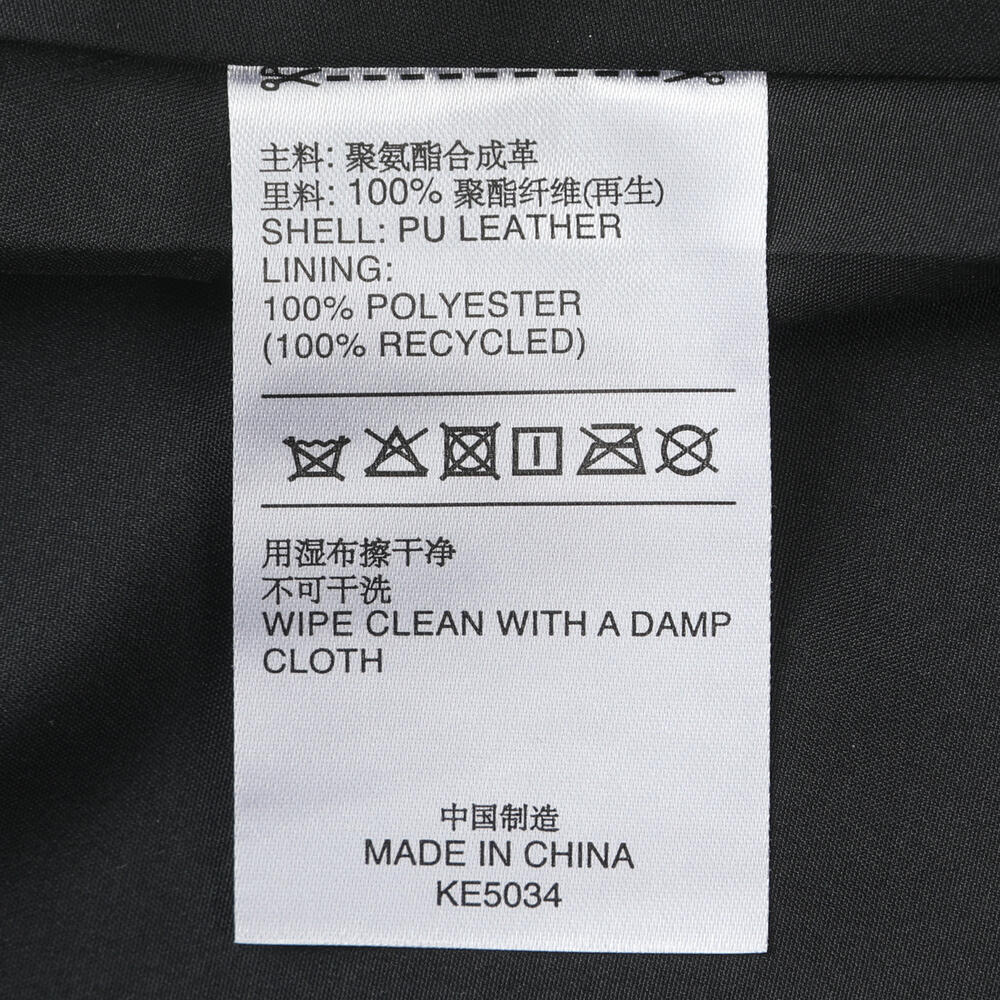 主料: 聚氨酯合成革
里料: 100% 聚酯纤维(再生)
SHELL: PU LEATHER
LINING:
100% POLYESTER
(100% RECYCLED)
用湿布擦干净
不可干洗
WIPE CLEAN WITH A DAMP
CLOTH
中国制造
MADE IN CHINA
KE5034